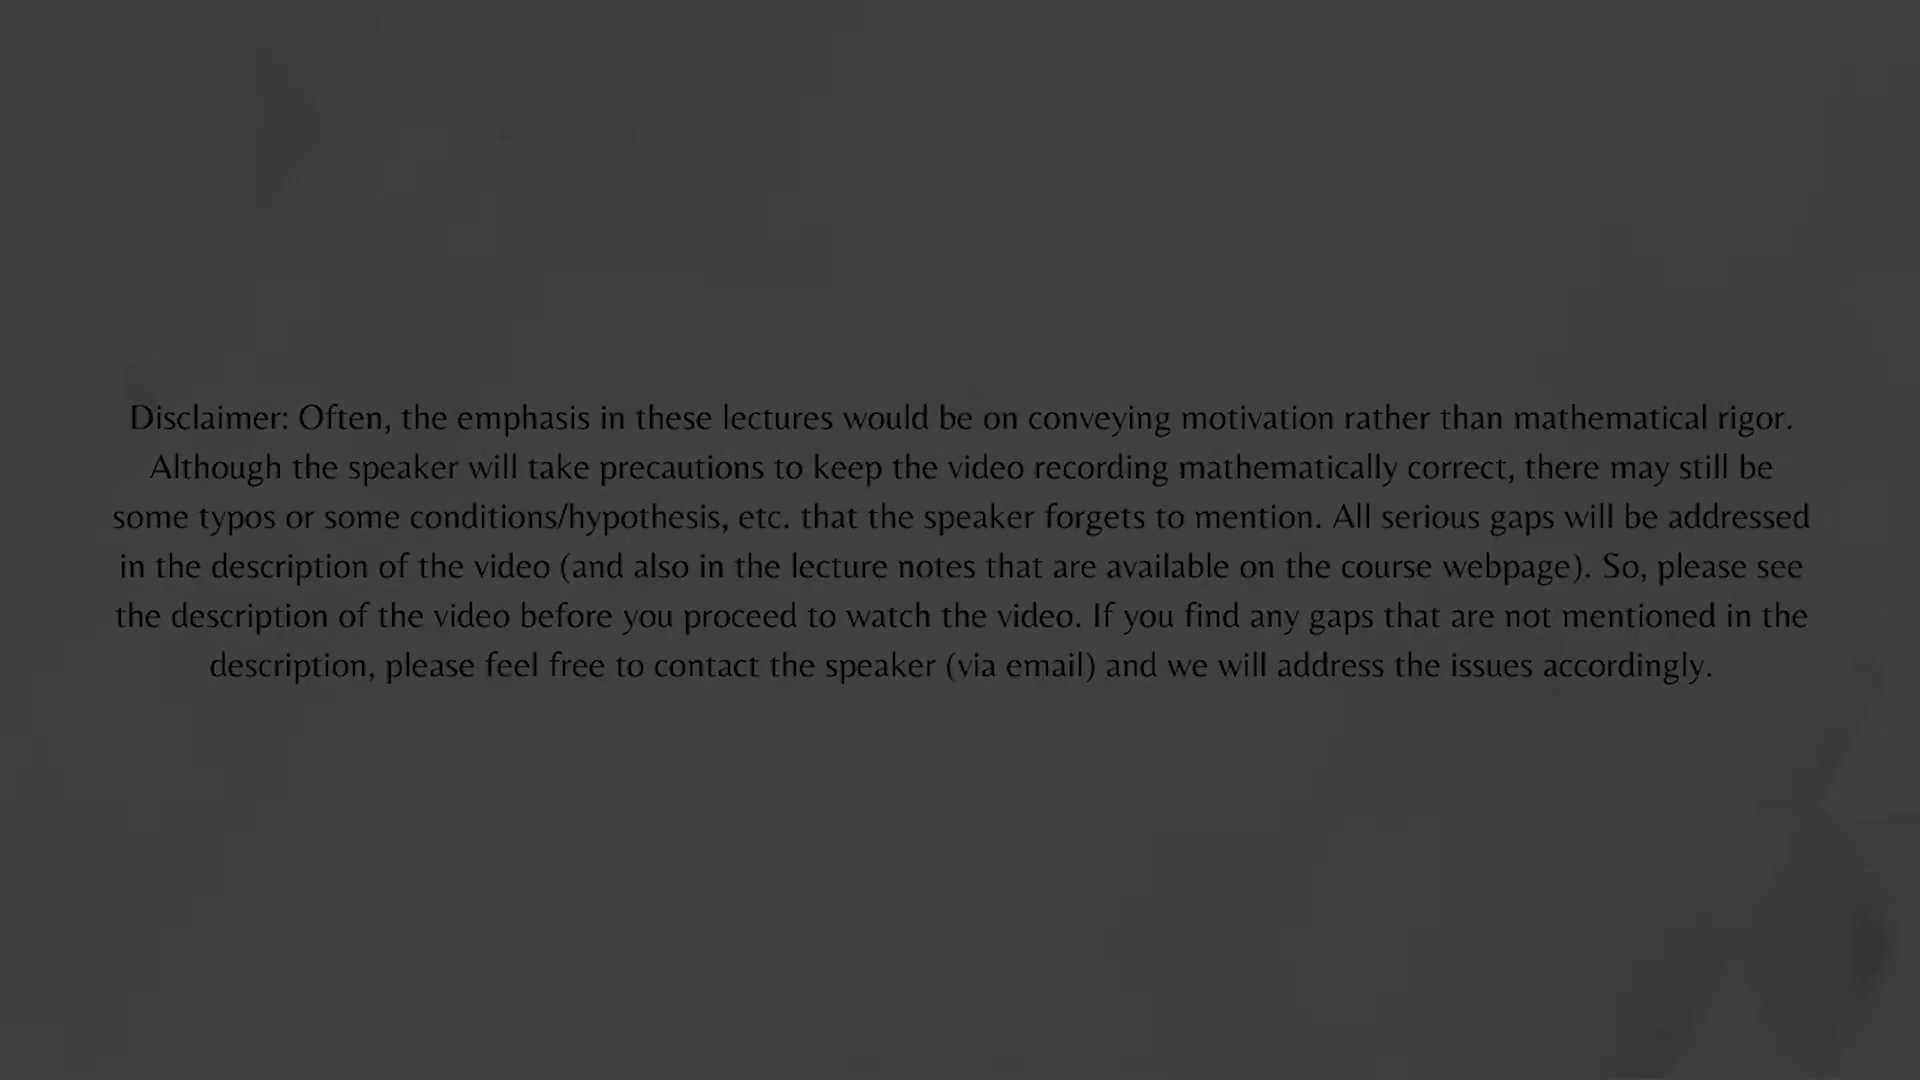 Disclaimer: Often, the emphasis in these lectures would be on conveying motivation rather than mathematical rigor.
Although the speaker will take precautions to keep the video recording mathematically correct, there may still be
some typos or some conditions/hypothesis, etc. that the speaker forgets to mention. All serious gaps will be addressed
in the description of the video (and also in the lecture notes that are available on the course webpage). So, please see
the description of the video before you proceed to watch the video. If you find any gaps that are not mentioned in the
description, please feel free to contact the speaker (via email) and we will address the issues accordingly.